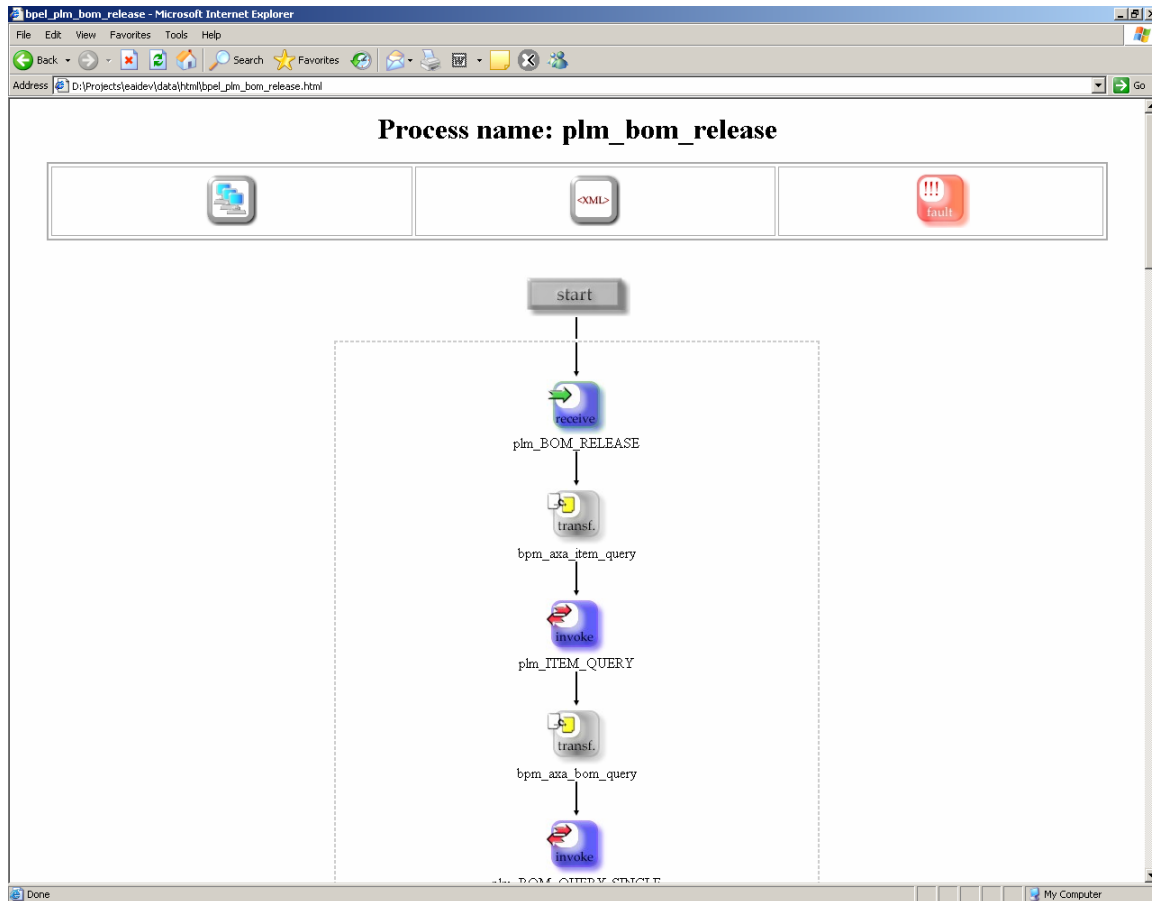 bpel_plm_bom_release - Microsoft Internet Explorer
File Edit View Favorites Tools Help
Back Search Favorites
Address D:\Projects\eaidev\data\html\bpel_plm_bom_release.html Go
Process name: plm_bom_release
<XML>
!!!
fault
start
receive
plm_BOM_RELEASE
transf.
bpm_axa_item_query
invoke
plm_ITEM_QUERY
transf.
bpm_axa_bom_query
invoke
plm_BOM_QUERY_SINGLE
Done My Computer